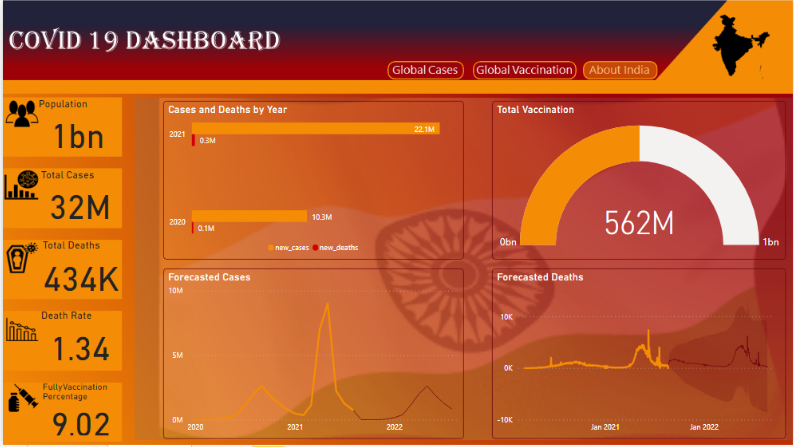 COVID 19 DASHBOARD
Global Cases
Global Vaccination
About India
Population
1bn
Total Cases
32M
Total Deaths
434K
Death Rate
1.34
FullyVaccination
Percentage
9.02
Cases and Deaths by Year
2021
22.1M
0.3M
2020
10.3M
0.1M
new_cases new_deaths
Total Vaccination
562M
0bn
1bn
Forecasted Cases
10M
5M
0M
2020 2021 2022
Forecasted Deaths
10K
0K
-10K
Jan 2021 Jan 2022